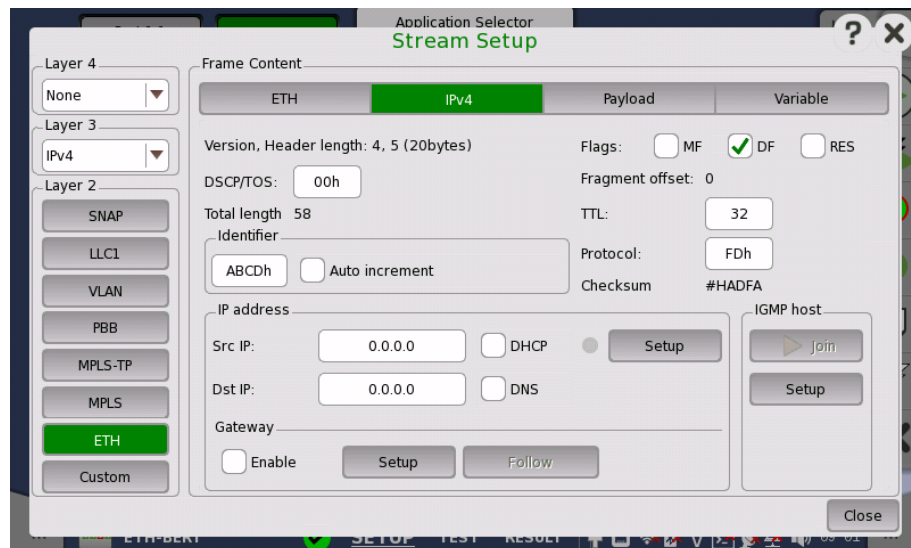 Application Selector
Stream Setup
? X
Layer 4
None
Layer 3
IPv4
Layer 2
SNAP
LLC1
VLAN
PBB
MPLS-TP
MPLS
ETH
Custom
Frame Content
ETH IPv4 Payload Variable
Version, Header length: 4, 5 (20bytes)
DSCP/TOS: 00h
Total length 58
Identifier
ABCDh Auto increment
Flags: MF DF RES
Fragment offset: 0
TTL: 32
Protocol: FDh
Checksum #HADFA
IP address
Src IP: 0.0.0.0 DHCP Setup
Dst IP: 0.0.0.0 DNS
Gateway
Enable Setup Follow
IGMP host
Join
Setup
Close
ETH-BERT SETUP TEST RESULT